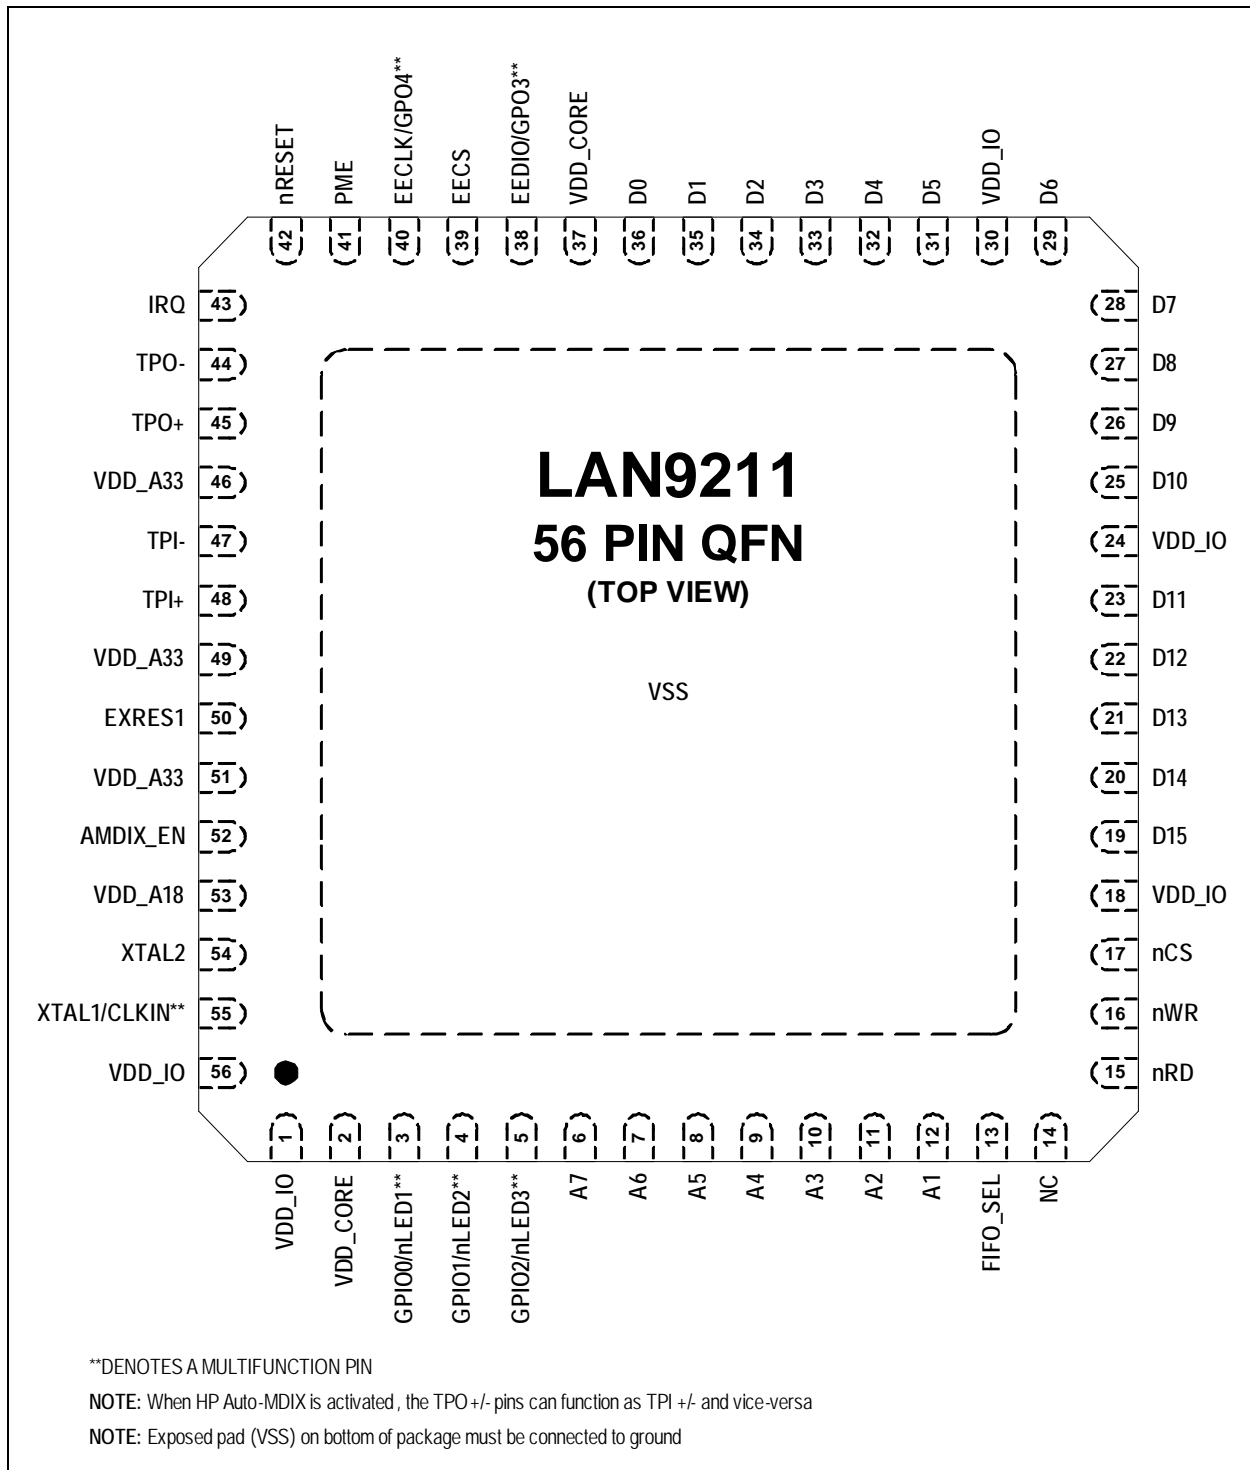 nRESET
PME
EECLK/GPO4**
EECS
EEDIO/GPO3**
VDD_CORE
D0
D1
D2
D3
D4
D5
VDD_IO
D6
42
41
40
39
38
37
36
35
34
33
32
31
30
29
IRQ 43
TPO- 44
TPO+ 45
VDD_A33 46
TPI- 47
TPI+ 48
VDD_A33 49
EXRES1 50
VDD_A33 51
AMDIX_EN 52
VDD_A18 53
XTAL2 54
XTAL1/CLKIN** 55
VDD_IO 56
LAN9211
56 PIN QFN
(TOP VIEW)
VSS
28 D7
27 D8
26 D9
25 D10
24 VDD_IO
23 D11
22 D12
21 D13
20 D14
19 D15
18 VDD_IO
17 nCS
16 nWR
15 nRD
1
2
3
4
5
6
7
8
9
10
11
12
13
14
VDD_IO
VDD_CORE
GPIO0/nLED1**
GPIO1/nLED2**
GPIO2/nLED3**
A7
A6
A5
A4
A3
A2
A1
FIFO_SEL
NC
**DENOTES A MULTIFUNCTION PIN
NOTE: When HP Auto-MDIX is activated, the TPO+/- pins can function as TPI +/- and vice-versa
NOTE: Exposed pad (VSS) on bottom of package must be connected to ground